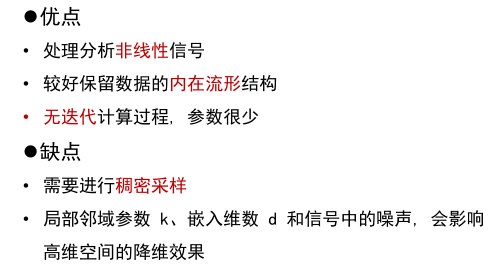 ●优点
• 处理分析非线性信号
• 较好保留数据的内在流形结构
• 无迭代计算过程, 参数很少
●缺点
• 需要进行稠密采样
• 局部邻域参数 k、嵌入维数 d 和信号中的噪声, 会影响
高维空间的降维效果